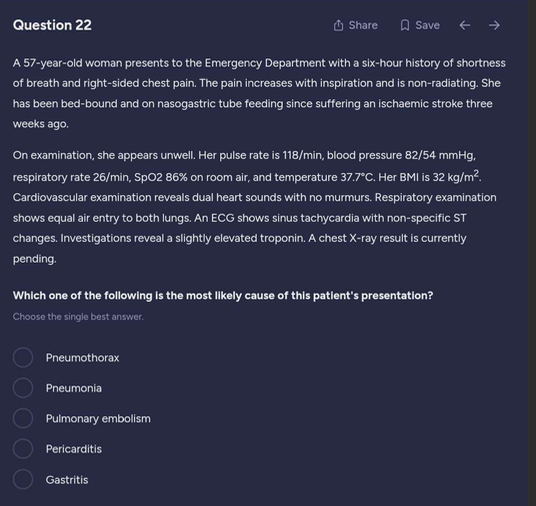 Question 22
Share
Save
A 57-year-old woman presents to the Emergency Department with a six-hour history of shortness
of breath and right-sided chest pain. The pain increases with inspiration and is non-radiating. She
has been bed-bound and on nasogastric tube feeding since suffering an ischaemic stroke three
weeks ago.
On examination, she appears unwell. Her pulse rate is 118/min, blood pressure 82/54 mmHg,
respiratory rate 26/min, SpO2 86% on room air, and temperature 37.7°C. Her BMI is 32 kg/m².
Cardiovascular examination reveals dual heart sounds with no murmurs. Respiratory examination
shows equal air entry to both lungs. An ECG shows sinus tachycardia with non-specific ST
changes. Investigations reveal a slightly elevated troponin. A chest X-ray result is currently
pending.
Which one of the following is the most likely cause of this patient's presentation?
Choose the single best answer.
Pneumothorax
Pneumonia
Pulmonary embolism
Pericarditis
Gastritis